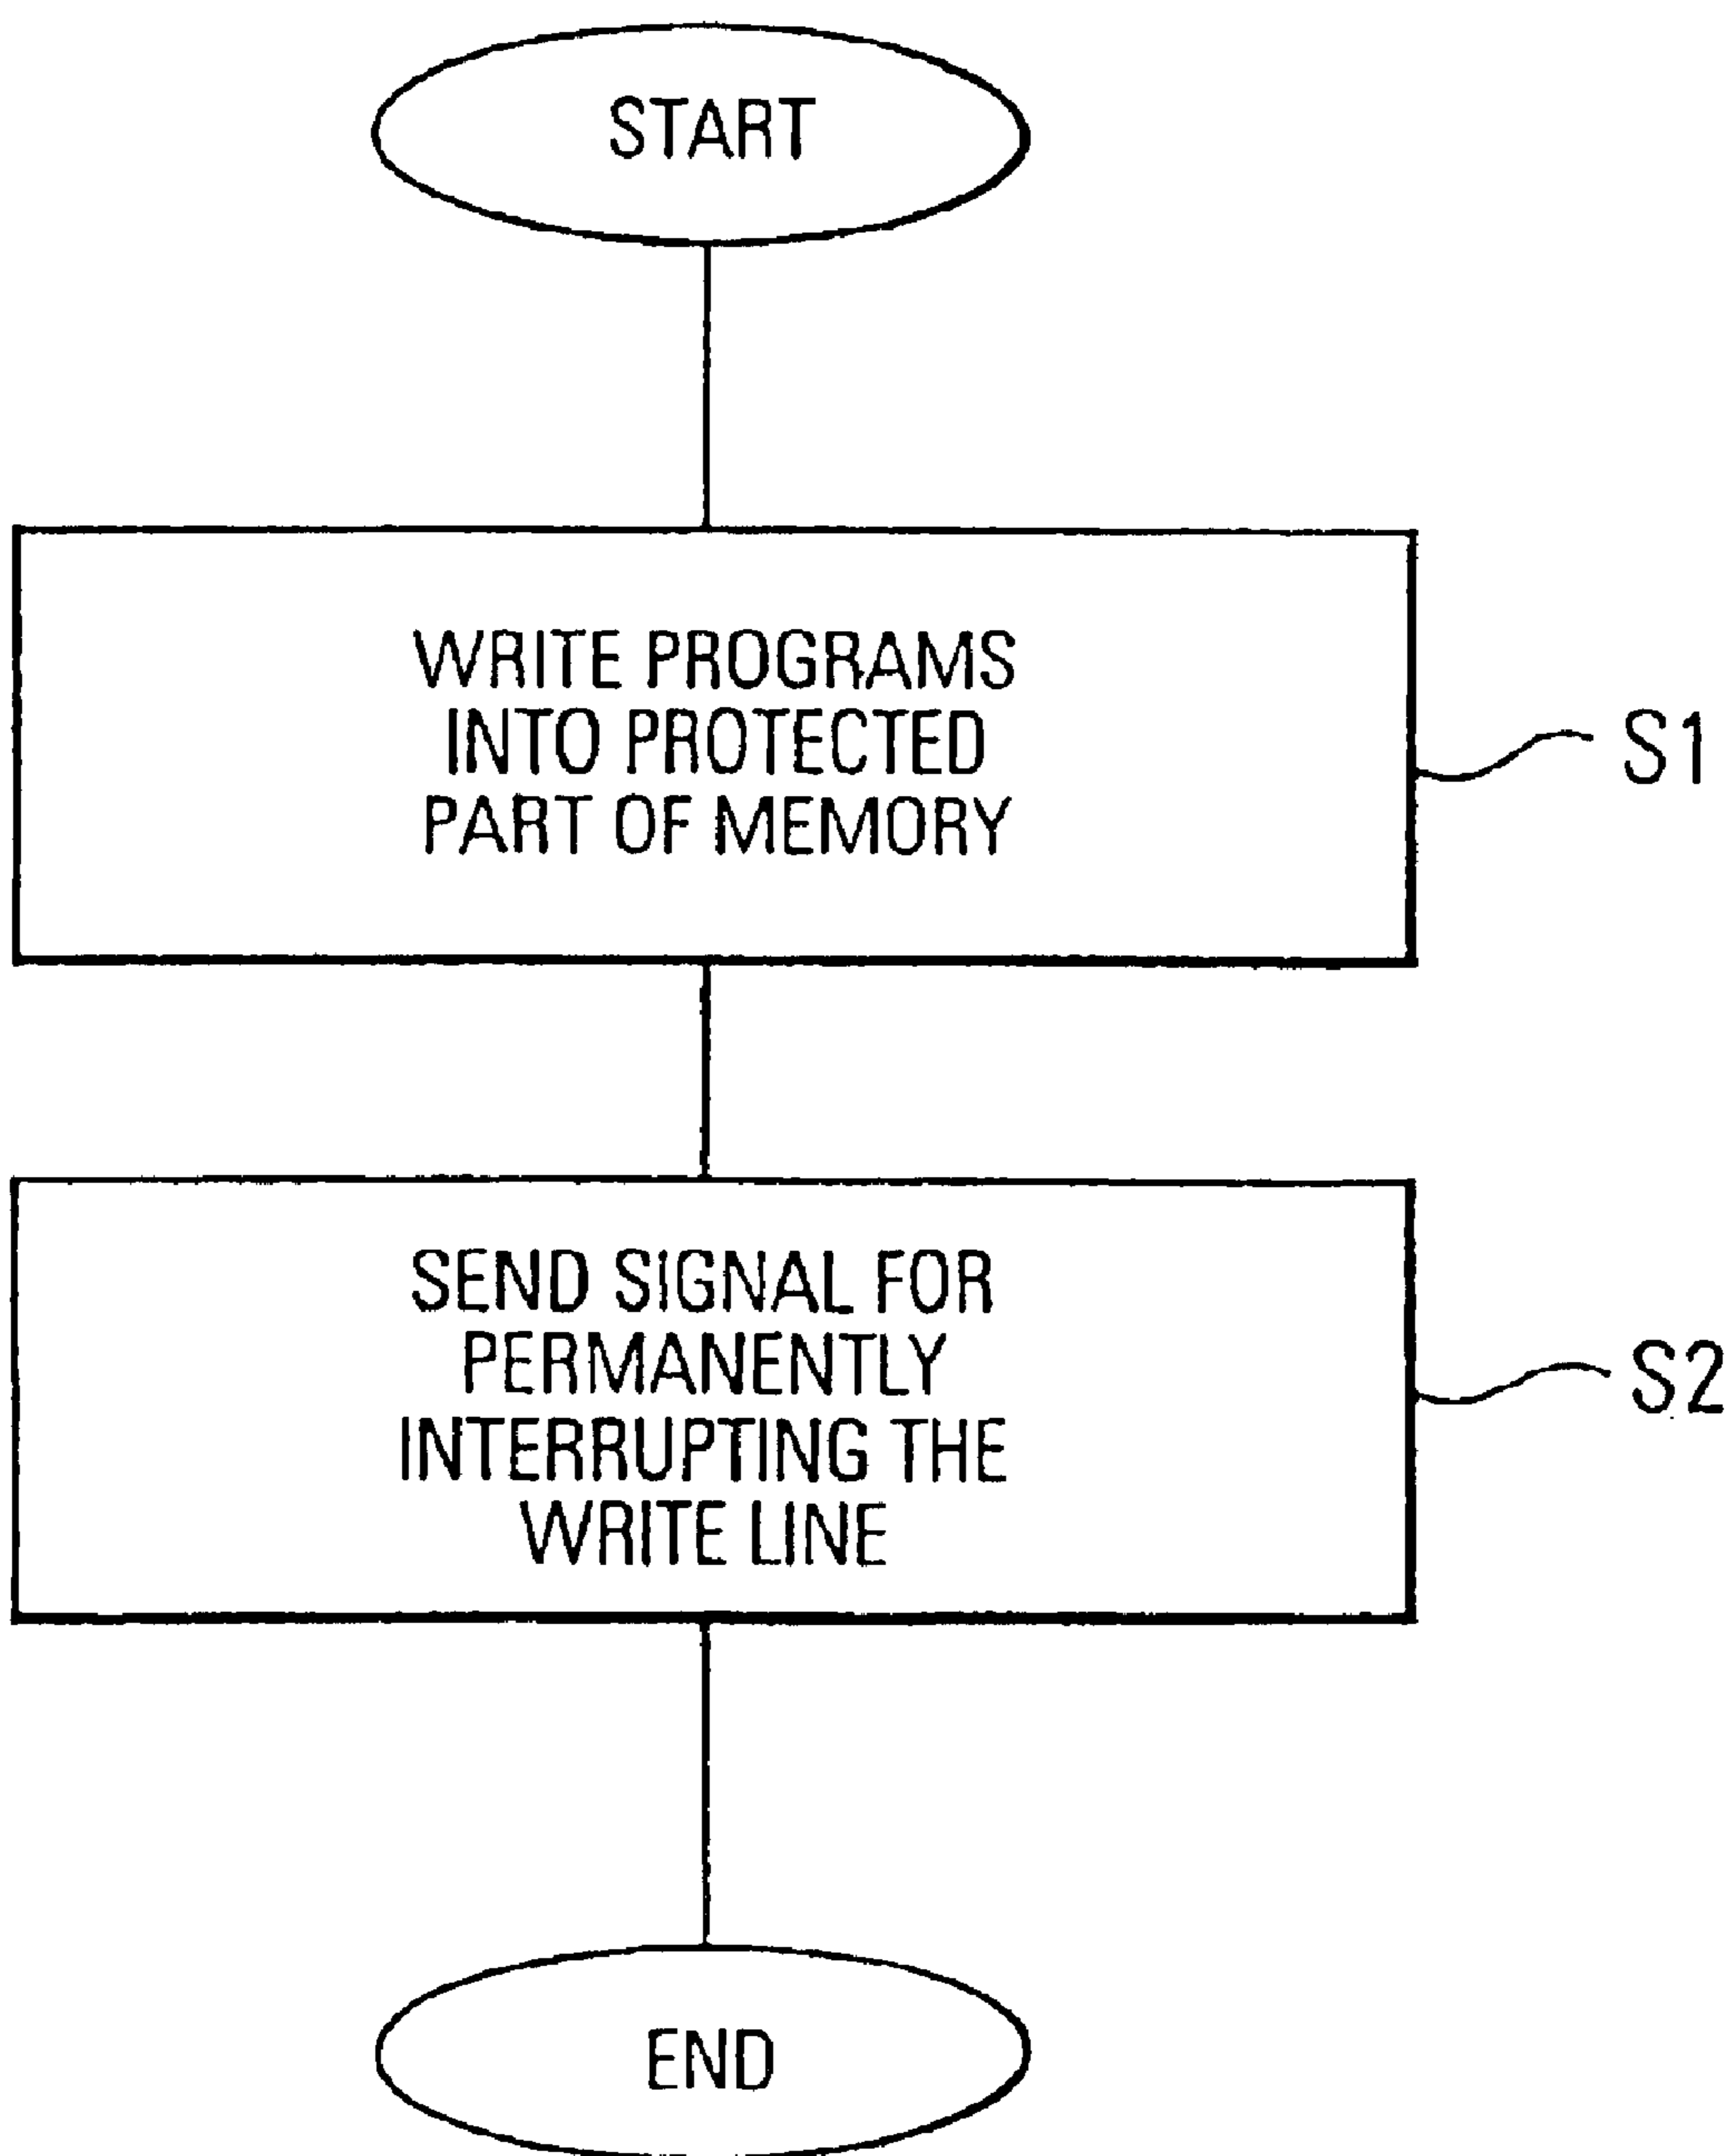 START
WRITE PROGRAMS
INTO PROTECTED
PART OF MEMORY
S1
SEND SIGNAL FOR
PERMANENTLY
INTERRUPTING THE
WRITE LINE
S2
END